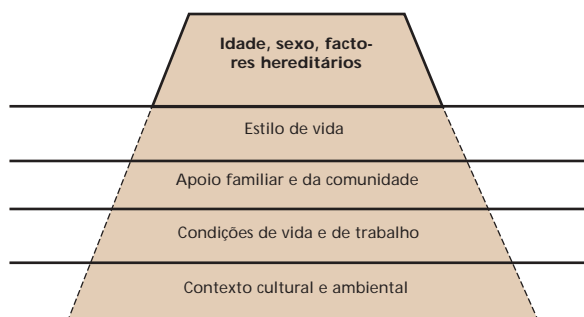 Idade, sexo, facto-
res hereditários
Estilo de vida
Apoio familiar e da comunidade
Condições de vida e de trabalho
Contexto cultural e ambiental